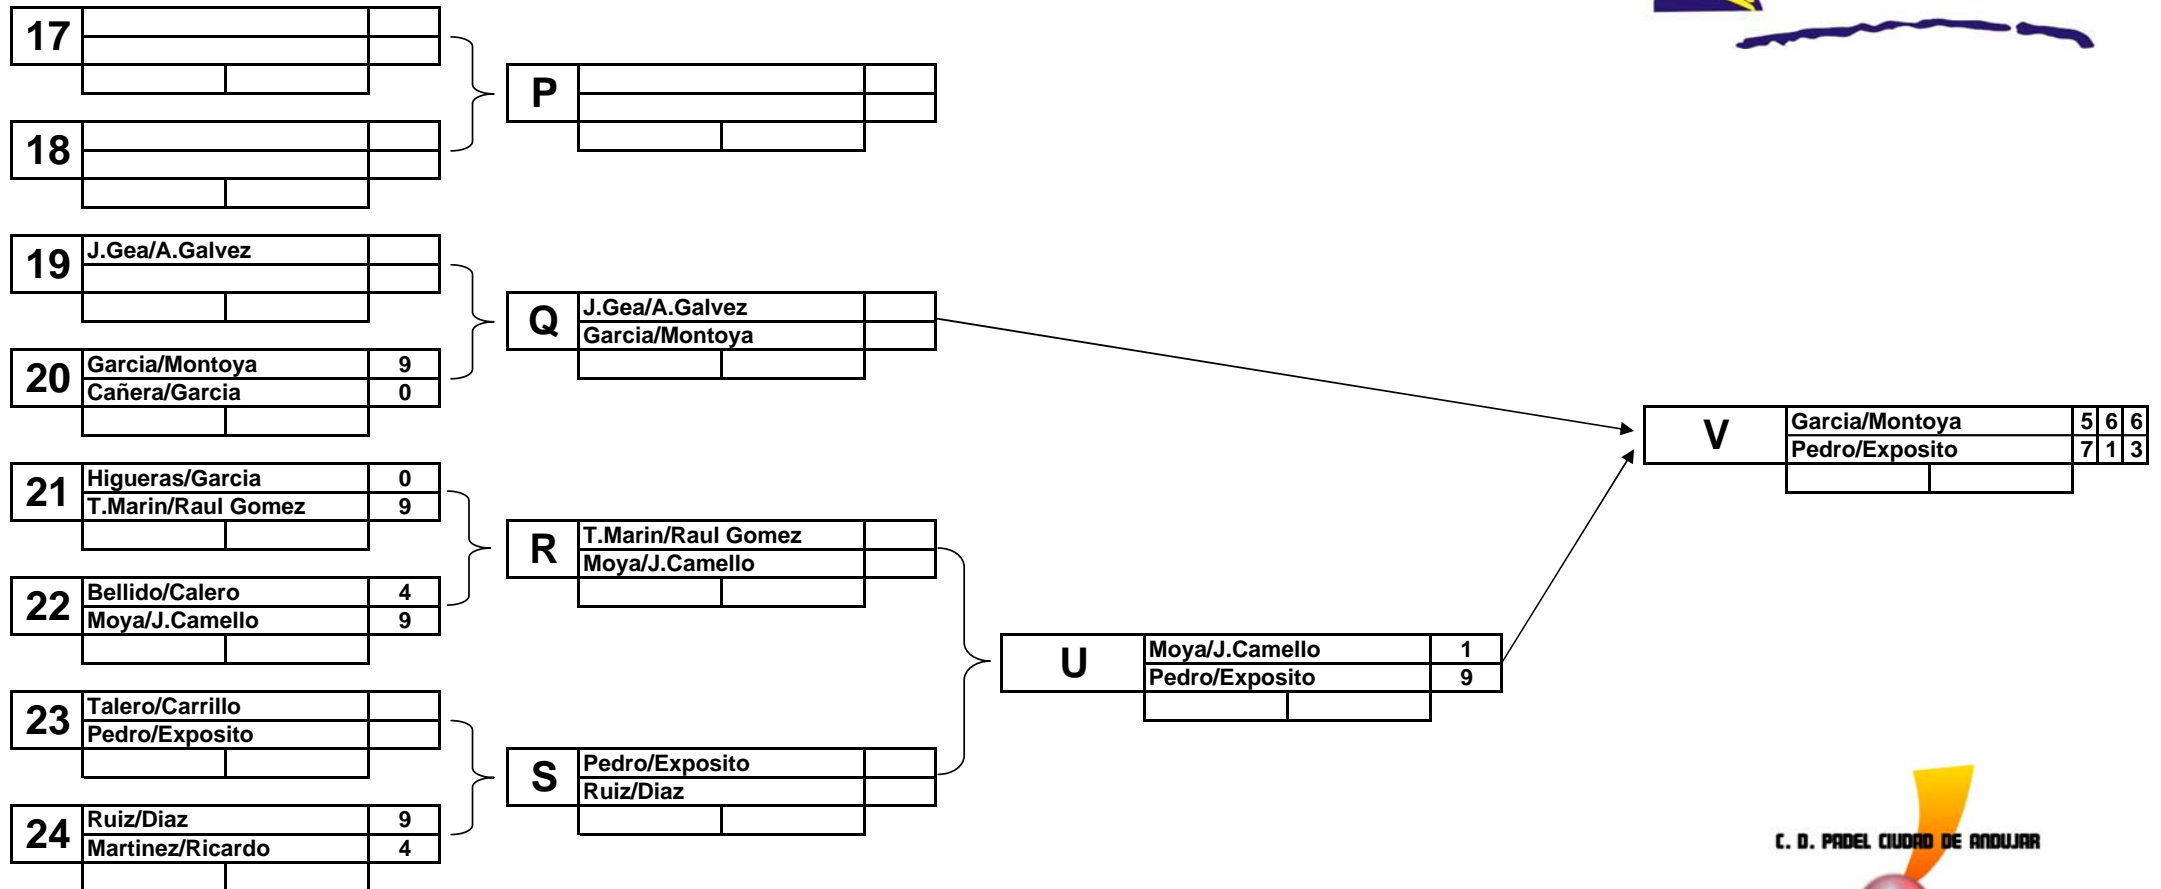 17
18
19 J.Gea/A.Galvez
20 Garcia/Montoya 9
Cañera/Garcia 0
21 Higueras/Garcia 0
T.Marin/Raul Gomez 9
22 Bellido/Calero 4
Moya/J.Camello 9
23 Talero/Carrillo
Pedro/Exposito
24 Ruiz/Diaz 9
Martinez/Ricardo 4
P
Q J.Gea/A.Galvez
Garcia/Montoya
R T.Marin/Raul Gomez
Moya/J.Camello
S Pedro/Exposito
Ruiz/Diaz
U Moya/J.Camello 1
Pedro/Exposito 9
V Garcia/Montoya 5 6 6
Pedro/Exposito 7 1 3
C. D. PADEL CIUDAD DE ANDUJAR